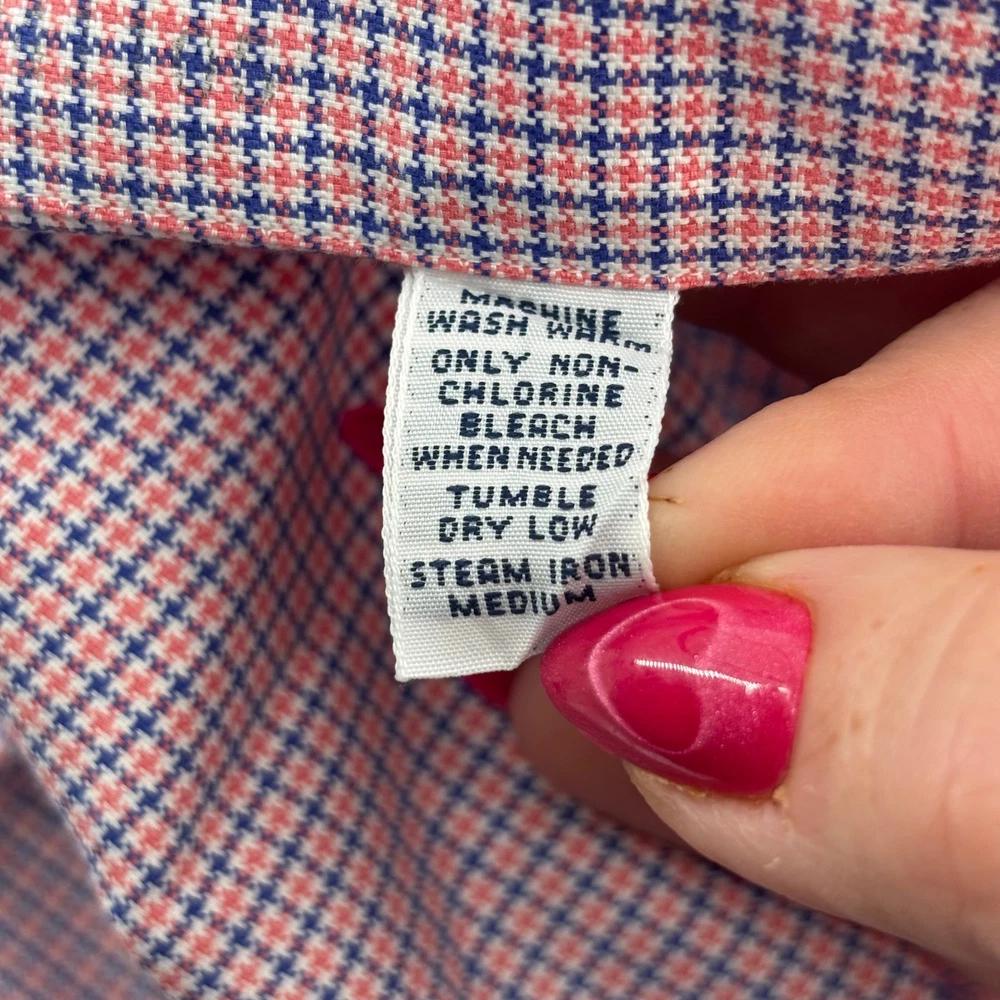 MACHINE
WASH WARM
ONLY NON-
CHLORINE
BLEACH
WHEN NEEDED
TUMBLE
DRY LOW
STEAM IRON
MEDIUM